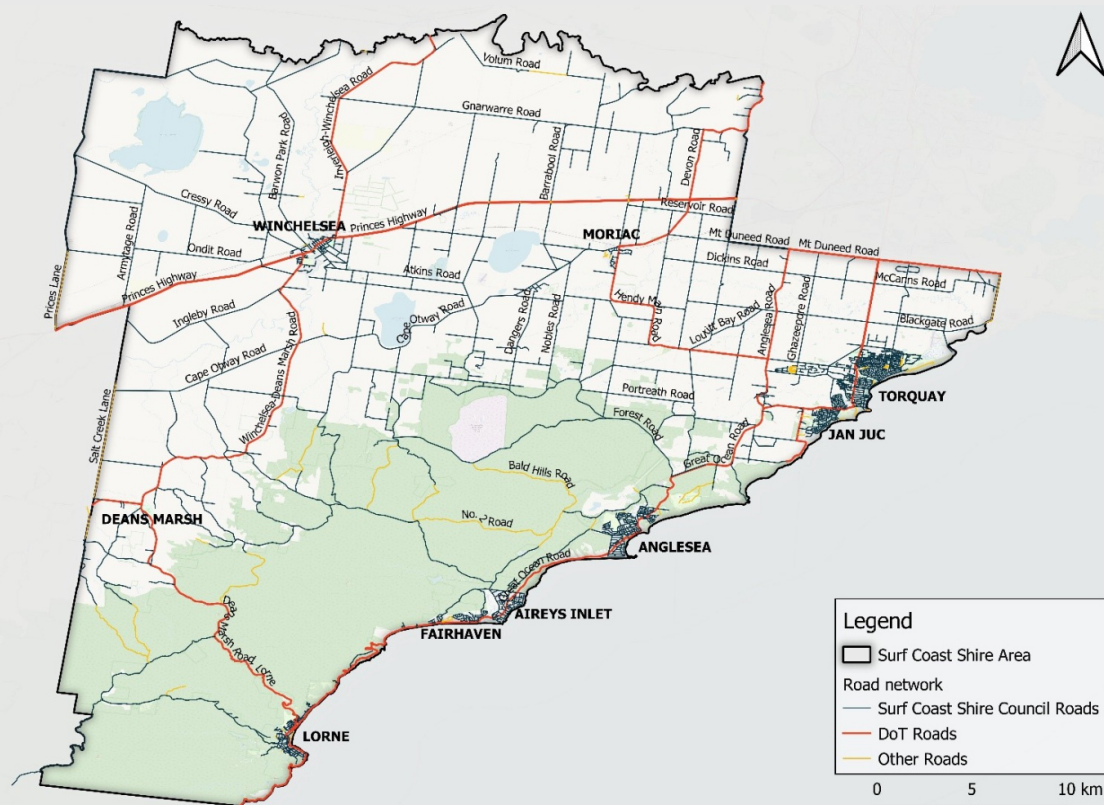 Volum Road
Inverleigh-Winchelsea Road
Gnarwarre Road
Barwon Park Road
Barrabool Road
Devon Road
Cressy Road
Armytage Road
WINCHELSEA
Princes Highway
Reservoir Road
MORIAC
Mt Duneed Road
Mt Duneed Road
Ondit Road
Atkins Road
Dickins Road
McCanns Road
Prices Lane
Princes Highway
Ingleby Road
Cape Otway Road
Dangers Road
Nobles Road
Hendy Main Road
Louttit Bay Road
Anglesea Road
Ghazeepore Road
Blackgate Road
Cape Otway Road
Winchelsea-Deans Marsh Road
Salt Creek Lane
Portreath Road
TORQUAY
Forest Road
JAN JUC
Great Ocean Road
Bald Hills Road
DEANS MARSH
No. 2 Road
ANGLESEA
Great Ocean Road
AIREYS INLET
FAIRHAVEN
Deans Marsh Road, Lorne
LORNE
Legend
Surf Coast Shire Area
Road network
Surf Coast Shire Council Roads
DoT Roads
Other Roads
0 5 10 km